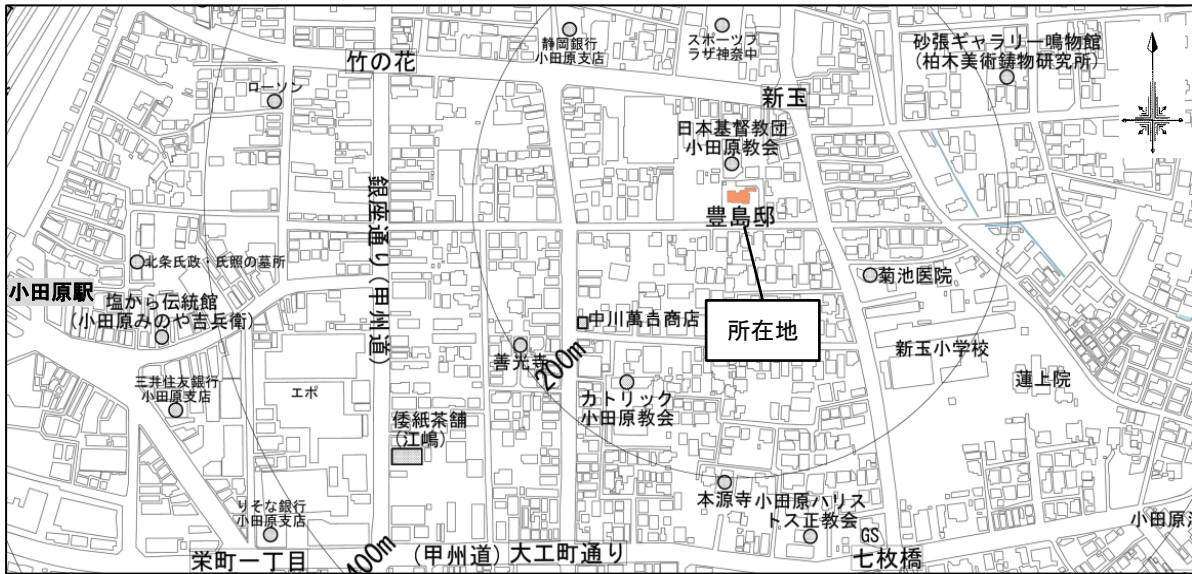 静岡銀行
小田原支店
スポーツプ
ラザ神奈中
砂張ギャラリー鳴物館
(柏木美術鋳物研究所)
竹の花
ローソン
新玉
日本基督教団
小田原教会
銀座通り(甲州道)
豊島邸
北条氏政・氏照の墓所
菊池医院
小田原駅
塩から伝統館
(小田原みのや吉兵衛)
中川萬吉商店
所在地
新玉小学校
善光寺
200m
蓮上院
三井住友銀行
小田原支店
エポ
カトリック
小田原教会
倭紙茶舗
(江嶋)
本源寺
小田原ハリス
トス正教会
りそな銀行
小田原支店
小田原
GS
栄町一丁目
400m
(甲州道)
大工町通り
七枚橋